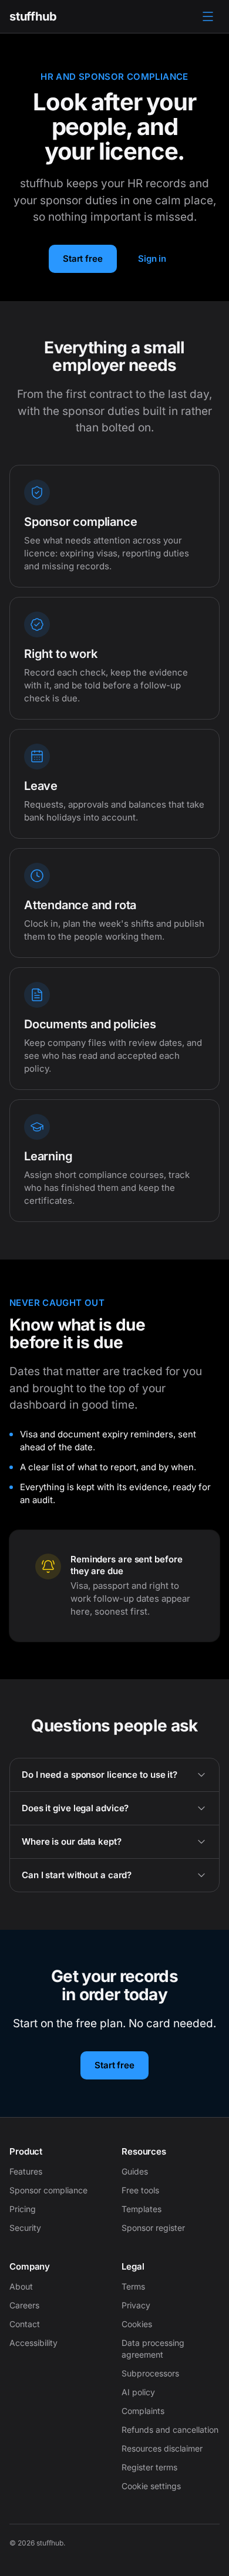 stuffhub
HR AND SPONSOR COMPLIANCE
Look after your
people, and
your licence.
stuffhub keeps your HR records and
your sponsor duties in one calm place,
so nothing important is missed.
Start free
Sign in
Everything a small
employer needs
From the first contract to the last day,
with the sponsor duties built in rather
than bolted on.
Sponsor compliance
See what needs attention across your
licence: expiring visas, reporting duties
and missing records.
Right to work
Record each check, keep the evidence
with it, and be told before a follow-up
check is due.
Leave
Requests, approvals and balances that take
bank holidays into account.
Attendance and rota
Clock in, plan the week's shifts and publish
them to the people working them.
Documents and policies
Keep company files with review dates, and
see who has read and accepted each
policy.
Learning
Assign short compliance courses, track
who has finished them and keep the
certificates.
NEVER CAUGHT OUT
Know what is due
before it is due
Dates that matter are tracked for you
and brought to the top of your
dashboard in good time.
Visa and document expiry reminders, sent
ahead of the date.
A clear list of what to report, and by when.
Everything is kept with its evidence, ready for
an audit.
Reminders are sent before
they are due
Visa, passport and right to
work follow-up dates appear
here, soonest first.
Questions people ask
Do I need a sponsor licence to use it?
Does it give legal advice?
Where is our data kept?
Can I start without a card?
Get your records
in order today
Start on the free plan. No card needed.
Start free
Product
Features
Sponsor compliance
Pricing
Security
Resources
Guides
Free tools
Templates
Sponsor register
Company
About
Careers
Contact
Accessibility
Legal
Terms
Privacy
Cookies
Data processing
agreement
Subprocessors
AI policy
Complaints
Refunds and cancellation
Resources disclaimer
Register terms
Cookie settings
© 2026 stuffhub.